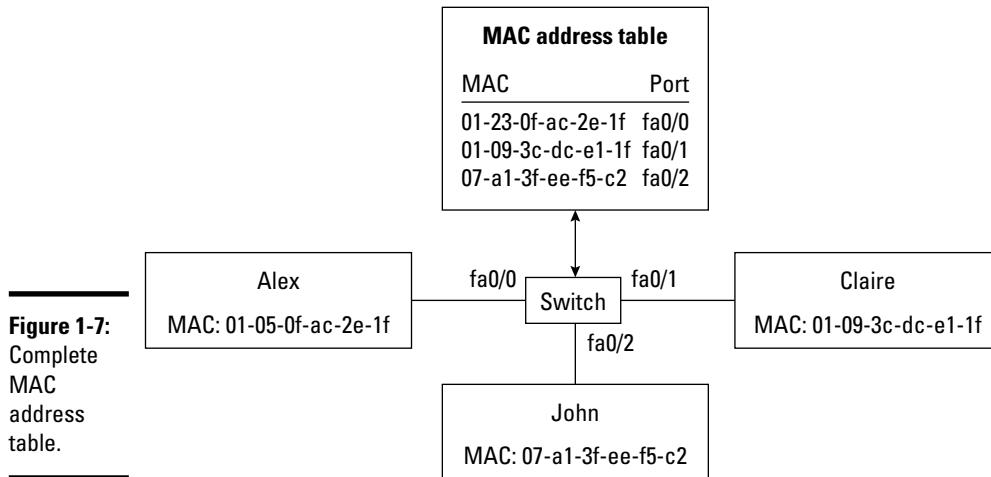 MAC address table
MAC Port
01-23-0f-ac-2e-1f fa0/0
01-09-3c-dc-e1-1f fa0/1
07-a1-3f-ee-f5-c2 fa0/2
Alex
MAC: 01-05-0f-ac-2e-1f
fa0/0
Switch
fa0/1
fa0/2
Claire
MAC: 01-09-3c-dc-e1-1f
John
MAC: 07-a1-3f-ee-f5-c2
Figure 1-7:
Complete
MAC
address
table.